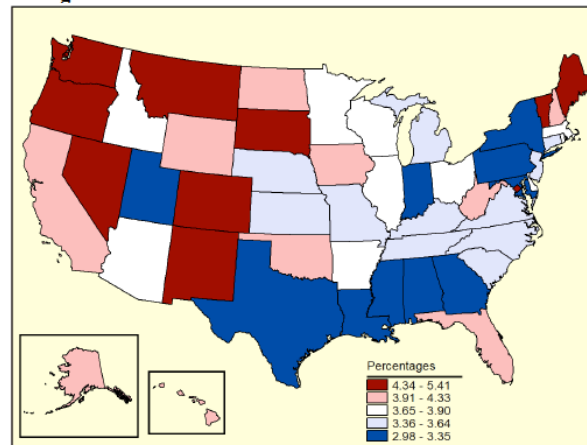 Percentages
4.34 - 5.41
3.91 - 4.33
3.65 - 3.90
3.36 - 3.64
2.98 - 3.35